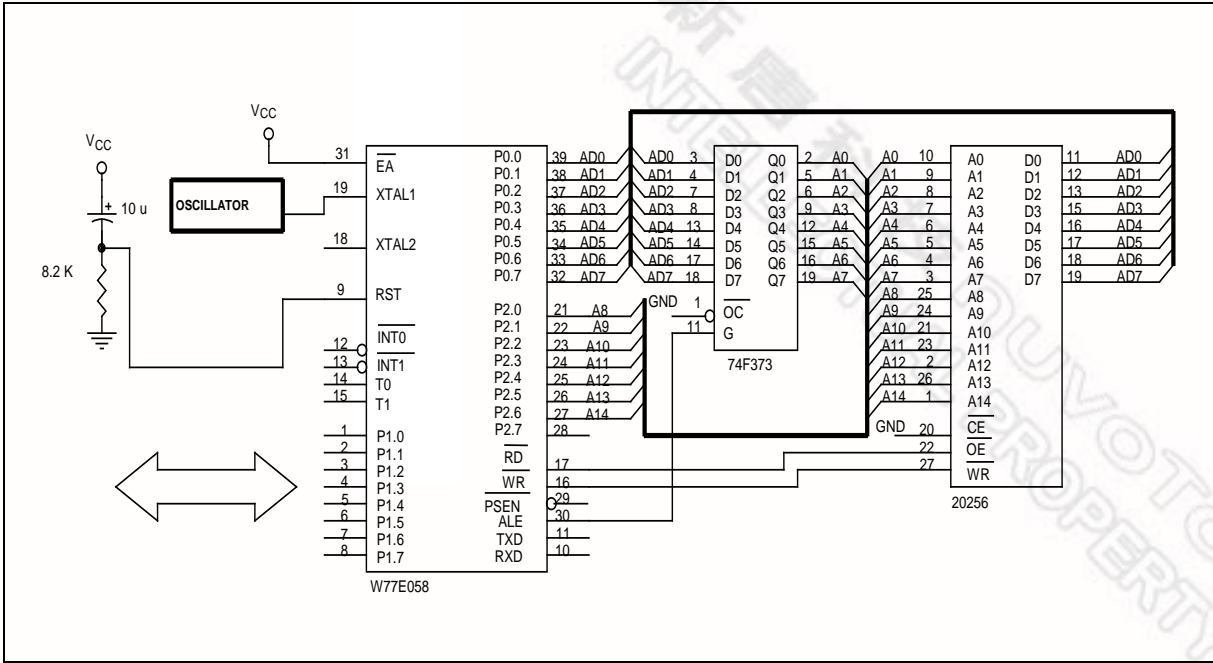 VCC
VCC
+
10 u
8.2 K
OSCILLATOR
31 EA
19 XTAL1
18 XTAL2
9 RST
12 INT0
13 INT1
14 T0
15 T1
1 P1.0
2 P1.1
3 P1.2
4 P1.3
5 P1.4
6 P1.5
7 P1.6
8 P1.7
P0.0 39 AD0
P0.1 38 AD1
P0.2 37 AD2
P0.3 36 AD3
P0.4 35 AD4
P0.5 34 AD5
P0.6 33 AD6
P0.7 32 AD7
P2.0 21 A8
P2.1 22 A9
P2.2 23 A10
P2.3 24 A11
P2.4 25 A12
P2.5 26 A13
P2.6 27 A14
P2.7 28
RD 17
WR 16
PSEN 29
ALE 30
TXD 11
RXD 10
W77E058
AD0 3 D0 Q0 2 A0
AD1 4 D1 Q1 5 A1
AD2 7 D2 Q2 6 A2
AD3 8 D3 Q3 9 A3
AD4 13 D4 Q4 12 A4
AD5 14 D5 Q5 15 A5
AD6 17 D6 Q6 16 A6
AD7 18 D7 Q7 19 A7
GND 1 OC
11 G
74F373
A0 10 A0 D0 11 AD0
A1 9 A1 D1 12 AD1
A2 8 A2 D2 13 AD2
A3 7 A3 D3 15 AD3
A4 6 A4 D4 16 AD4
A5 5 A5 D5 17 AD5
A6 4 A6 D6 18 AD6
A7 3 A7 D7 19 AD7
A8 25 A8
A9 24 A9
A10 21 A10
A11 23 A11
A12 2 A12
A13 26 A13
A14 1 A14
GND 20 CE
22 OE
27 WR
20256